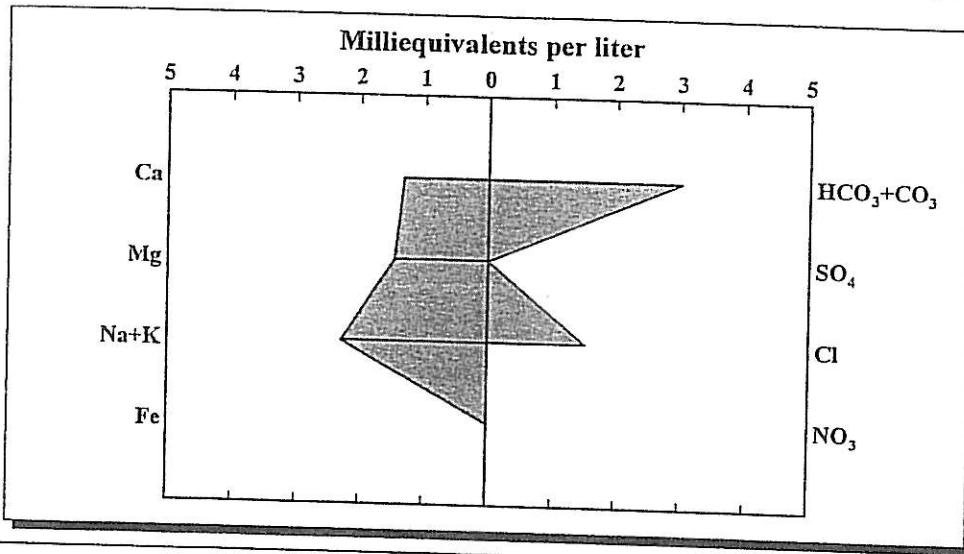 Milliequivalents per liter
5 4 3 2 1 0 1 2 3 4 5
Ca HCO₃+CO₃
Mg SO₄
Na+K Cl
Fe NO₃